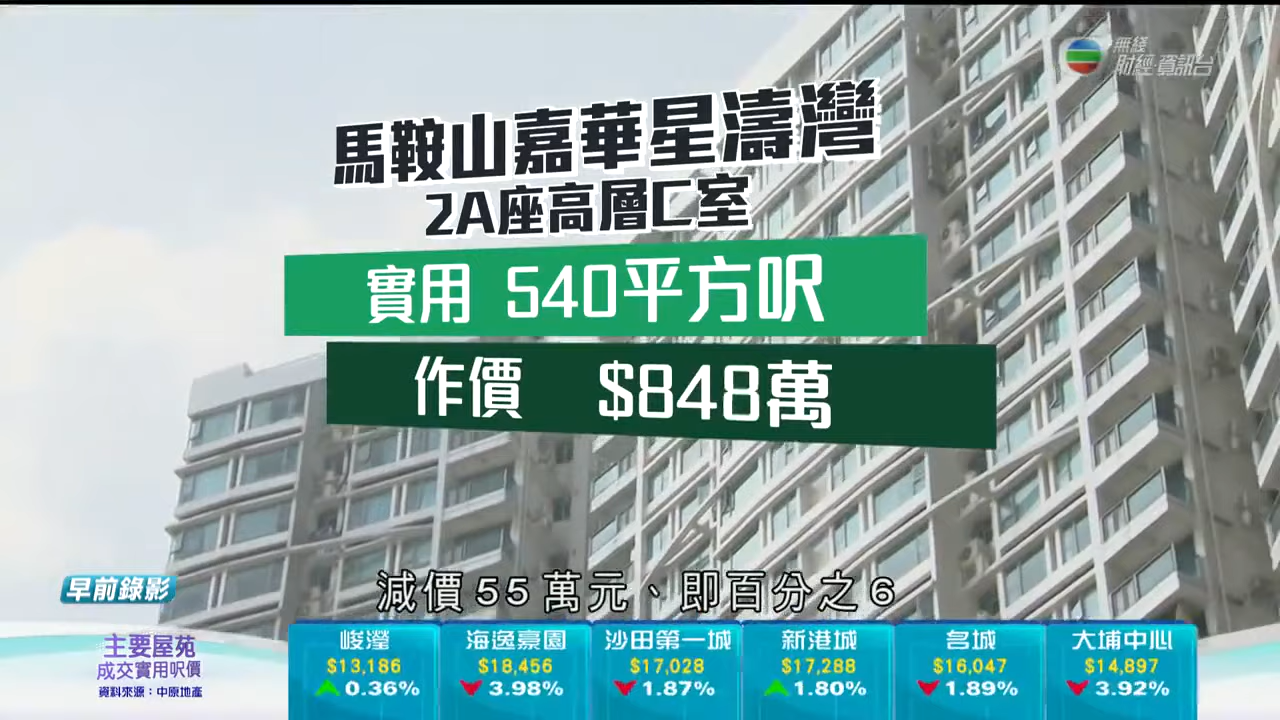 無綫
財經·資訊台
馬鞍山嘉華星濤灣
2A座高層C室
實用 540平方呎
作價 $848萬
減價55萬元、即百分之6
早前錄影
主要屋苑
成交實用呎價
資料來源：中原地產
峻瀅
$13,186
0.36%
海逸豪園
$18,456
3.98%
沙田第一城
$17,028
1.87%
新港城
$17,288
1.80%
名城
$16,047
1.89%
大埔中心
$14,897
3.92%